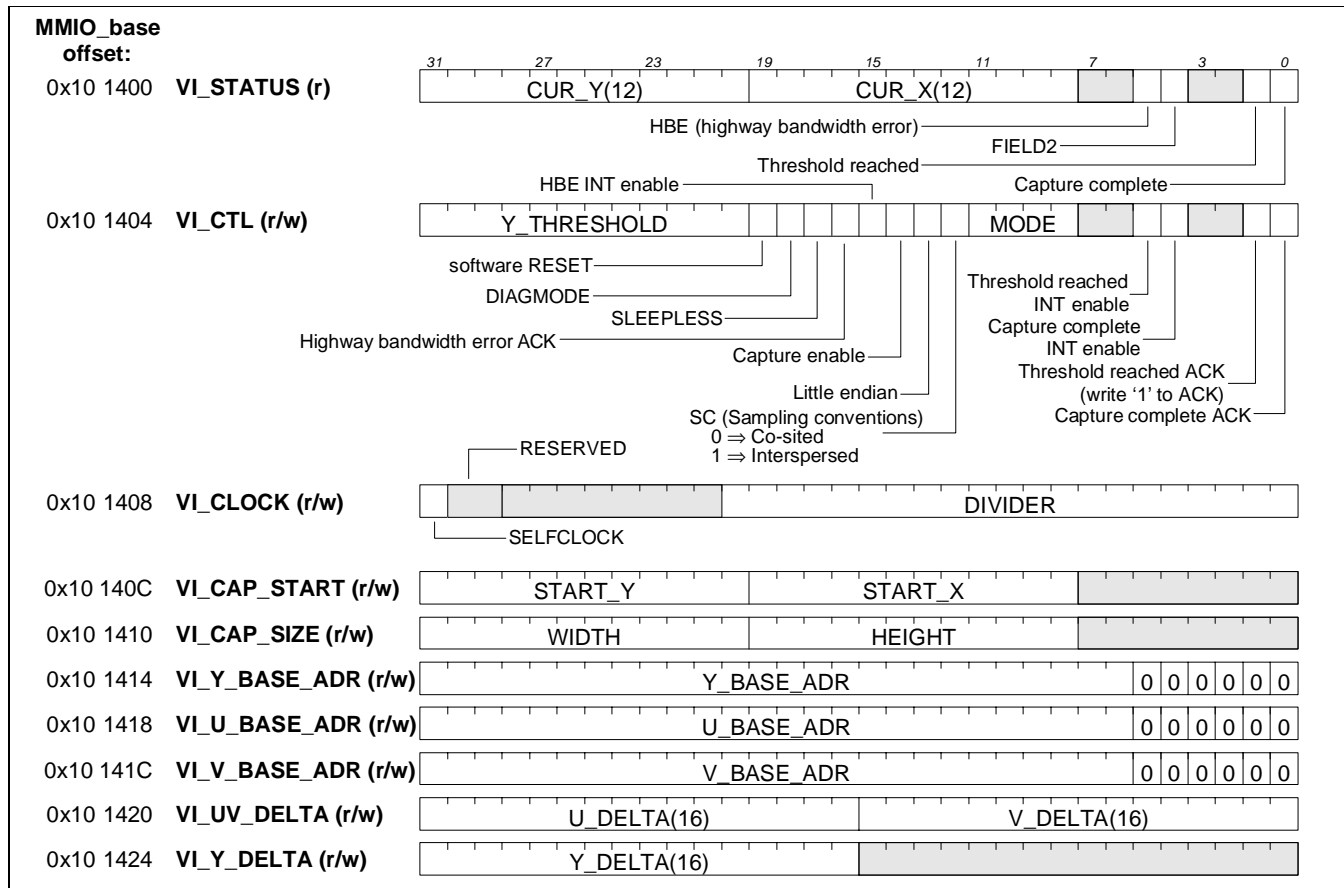 MMIO_base
offset:
31 27 23 19 15 11 7 3 0
0x10 1400 VI_STATUS (r) CUR_Y(12) CUR_X(12)
HBE (highway bandwidth error)
FIELD2
Threshold reached
HBE INT enable Capture complete
0x10 1404 VI_CTL (r/w) Y_THRESHOLD MODE
software RESET
DIAGMODE
SLEEPLESS
Highway bandwidth error ACK
Capture enable
Little endian
SC (Sampling conventions)
0 ⇒ Co-sited
1 ⇒ Interspersed
Threshold reached
INT enable
Capture complete
INT enable
Threshold reached ACK
(write ‘1’ to ACK)
Capture complete ACK
RESERVED
0x10 1408 VI_CLOCK (r/w) DIVIDER
SELFCLOCK
0x10 140C VI_CAP_START (r/w) START_Y START_X
0x10 1410 VI_CAP_SIZE (r/w) WIDTH HEIGHT
0x10 1414 VI_Y_BASE_ADR (r/w) Y_BASE_ADR 0 0 0 0 0 0
0x10 1418 VI_U_BASE_ADR (r/w) U_BASE_ADR 0 0 0 0 0 0
0x10 141C VI_V_BASE_ADR (r/w) V_BASE_ADR 0 0 0 0 0 0
0x10 1420 VI_UV_DELTA (r/w) U_DELTA(16) V_DELTA(16)
0x10 1424 VI_Y_DELTA (r/w) Y_DELTA(16)